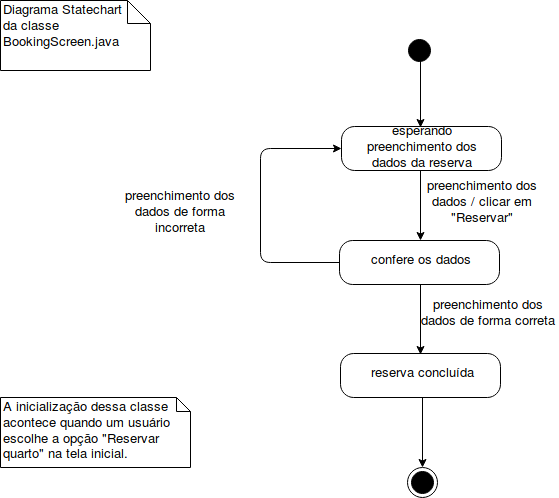 Diagrama Statechart
da classe
BookingScreen.java
esperando
preenchimento dos
dados da reserva
preenchimento dos
dados / clicar em
"Reservar"
preenchimento dos
dados de forma
incorreta
confere os dados
preenchimento dos
dados de forma correta
reserva concluída
A inicialização dessa classe
acontece quando um usuário
escolhe a opção "Reservar
quarto" na tela inicial.